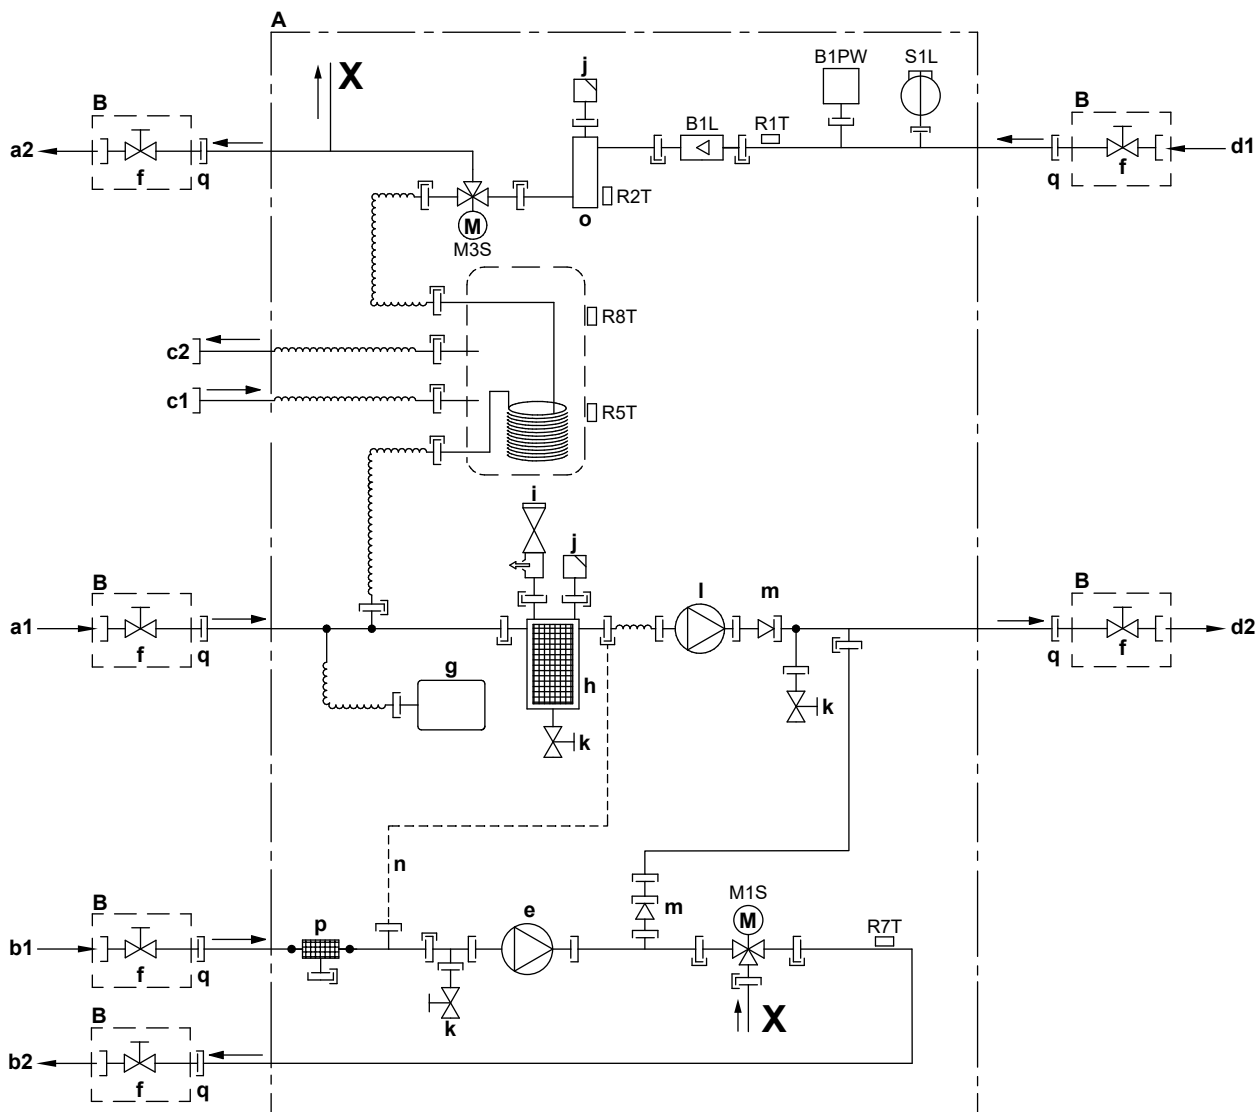 A
X
j
B1PW
S1L
B
B
a2
f
q
B1L
R1T
d1
q
f
R2T
o
M
M3S
R8T
c2
c1
R5T
i
j
B
l
m
B
a1
f
q
d2
q
f
g
h
k
k
n
M1S
B
p
e
m
M
R7T
b1
f
q
k
X
B
b2
f
q